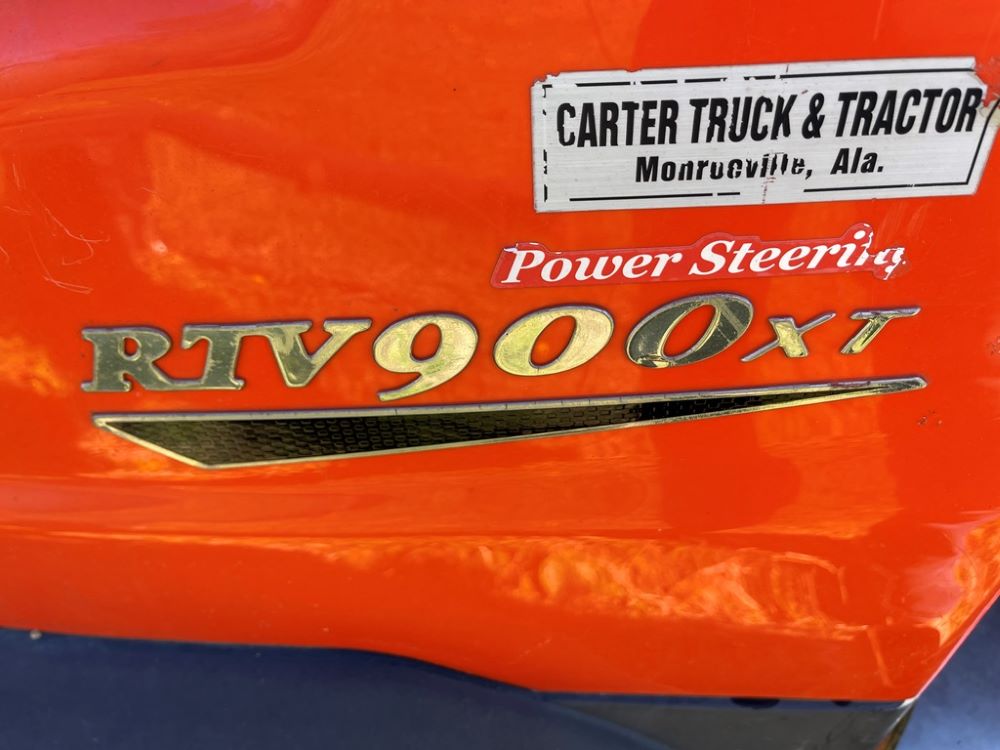 CARTER TRUCK & TRACTOR
Monroeville, Ala.
Power Steering
RTV900XT